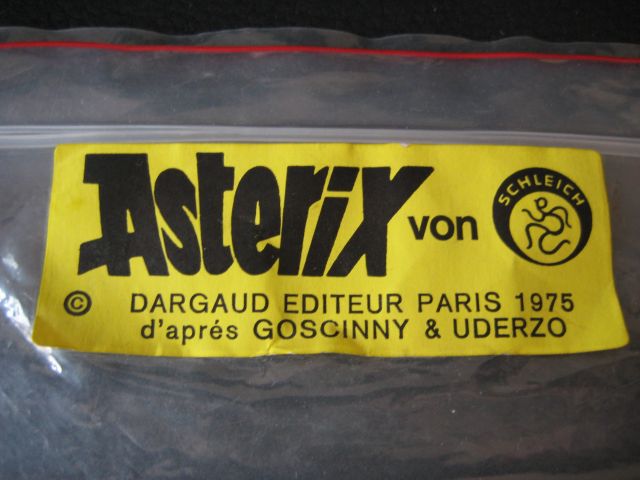 Asterix von SCHLEICH
© DARGAUD EDITEUR PARIS 1975
d'aprés GOSCINNY & UDERZO